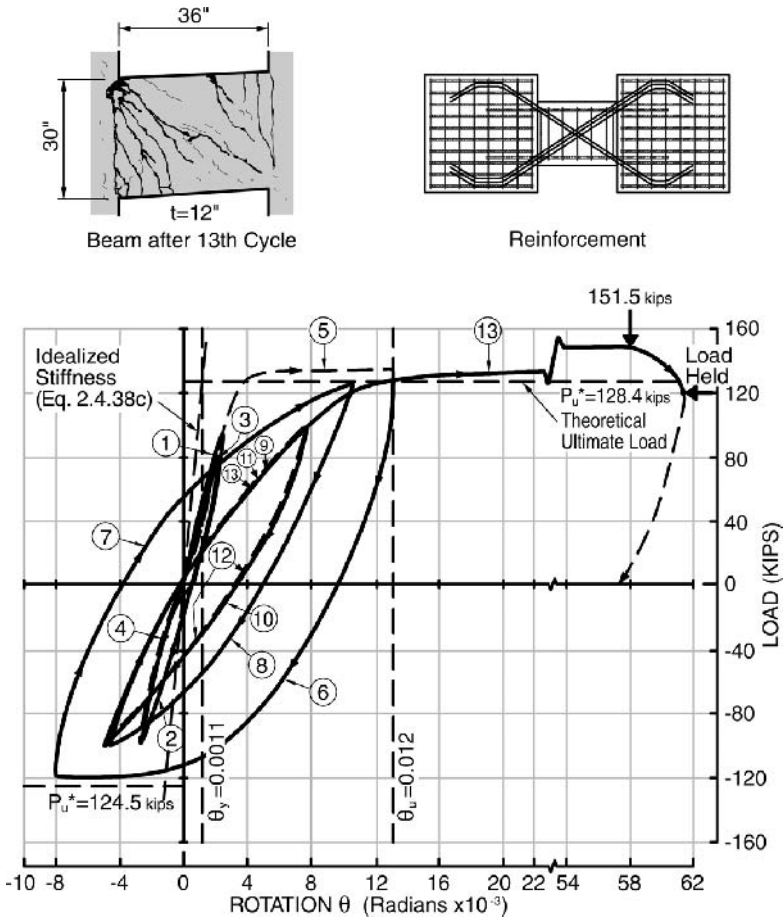 36"
30"
t=12"
Beam after 13th Cycle
Reinforcement
151.5 kips
Idealized
Stiffness
(Eq. 2.4.38c)
5
13
Load
Held
P_u*=128.4 kips
Theoretical
Ultimate Load
1
3
9
11
13
7
12
4
10
8
6
2
P_u*=124.5 kips
θ_y=0.0011
θ_u=0.012
160
120
80
40
0
-40
-80
-120
-160
LOAD (KIPS)
-10 -8 -4 0 4 8 12 16 20 22 54 58 62
ROTATION θ (Radians x10⁻³)